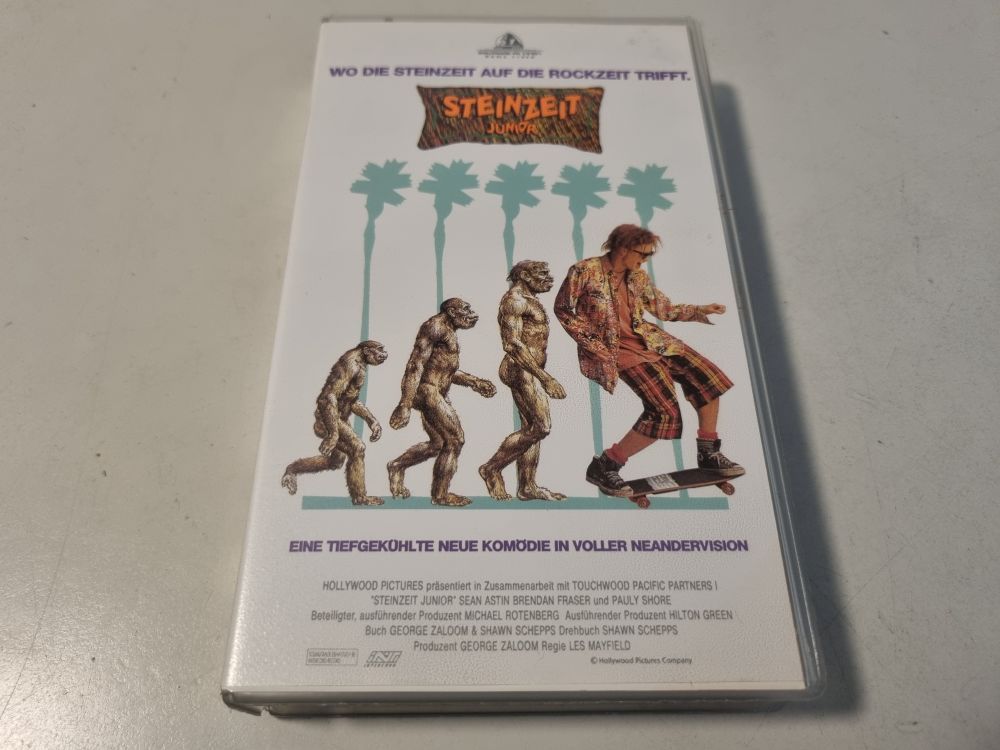 WO DIE STEINZEIT AUF DIE ROCKZEIT TRIFFT.
STEINZEIT
JUNIOR
EINE TIEFGEKÜHLTE NEUE KOMÖDIE IN VOLLER NEANDERVISION
HOLLYWOOD PICTURES präsentiert in Zusammenarbeit mit TOUCHWOOD PACIFIC PARTNERS I
"STEINZEIT JUNIOR" SEAN ASTIN BRENDAN FRASER und PAULY SHORE
Beteiligter, ausführender Produzent MICHAEL ROTENBERG Ausführender Produzent HILTON GREEN
Buch GEORGE ZALOOM & SHAWN SCHEPPS Drehbuch SHAWN SCHEPPS
Produzent GEORGE ZALOOM Regie LES MAYFIELD
© Hollywood Pictures Company